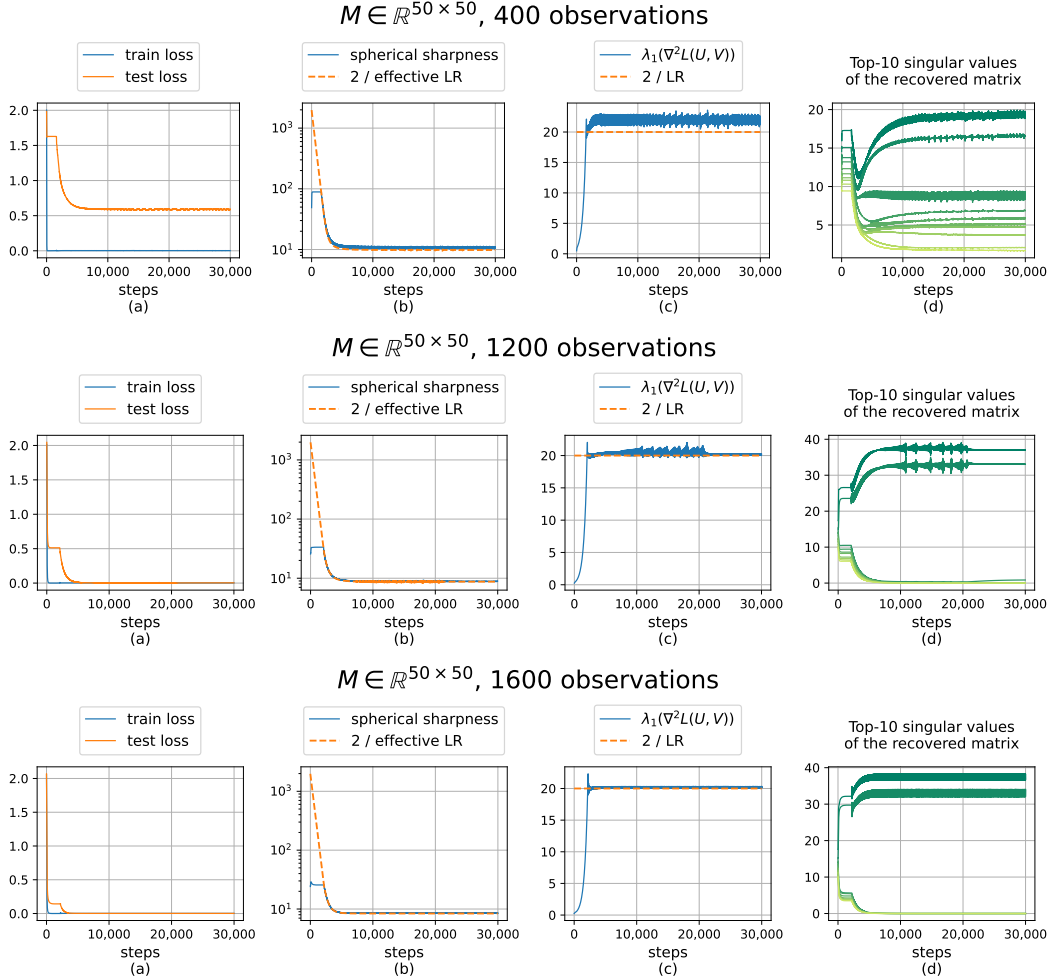 M ∈ ℝ^{50 × 50}, 400 observations
train loss
test loss
spherical sharpness
2 / effective LR
λ₁(∇²L(U, V))
2 / LR
Top-10 singular values
of the recovered matrix
2.0
1.5
1.0
0.5
0.0
0 10,000 20,000 30,000
steps
(a)
10³
10²
10¹
0 10,000 20,000 30,000
steps
(b)
20
15
10
5
0
0 10,000 20,000 30,000
steps
(c)
20
15
10
5
0 10,000 20,000 30,000
steps
(d)
M ∈ ℝ^{50 × 50}, 1200 observations
train loss
test loss
spherical sharpness
2 / effective LR
λ₁(∇²L(U, V))
2 / LR
Top-10 singular values
of the recovered matrix
2.0
1.5
1.0
0.5
0.0
0 10,000 20,000 30,000
steps
(a)
10³
10²
10¹
0 10,000 20,000 30,000
steps
(b)
20
15
10
5
0
0 10,000 20,000 30,000
steps
(c)
40
30
20
10
0
0 10,000 20,000 30,000
steps
(d)
M ∈ ℝ^{50 × 50}, 1600 observations
train loss
test loss
spherical sharpness
2 / effective LR
λ₁(∇²L(U, V))
2 / LR
Top-10 singular values
of the recovered matrix
2.0
1.5
1.0
0.5
0.0
0 10,000 20,000 30,000
steps
(a)
10³
10²
10¹
0 10,000 20,000 30,000
steps
(b)
20
15
10
5
0
0 10,000 20,000 30,000
steps
(c)
40
30
20
10
0
0 10,000 20,000 30,000
steps
(d)